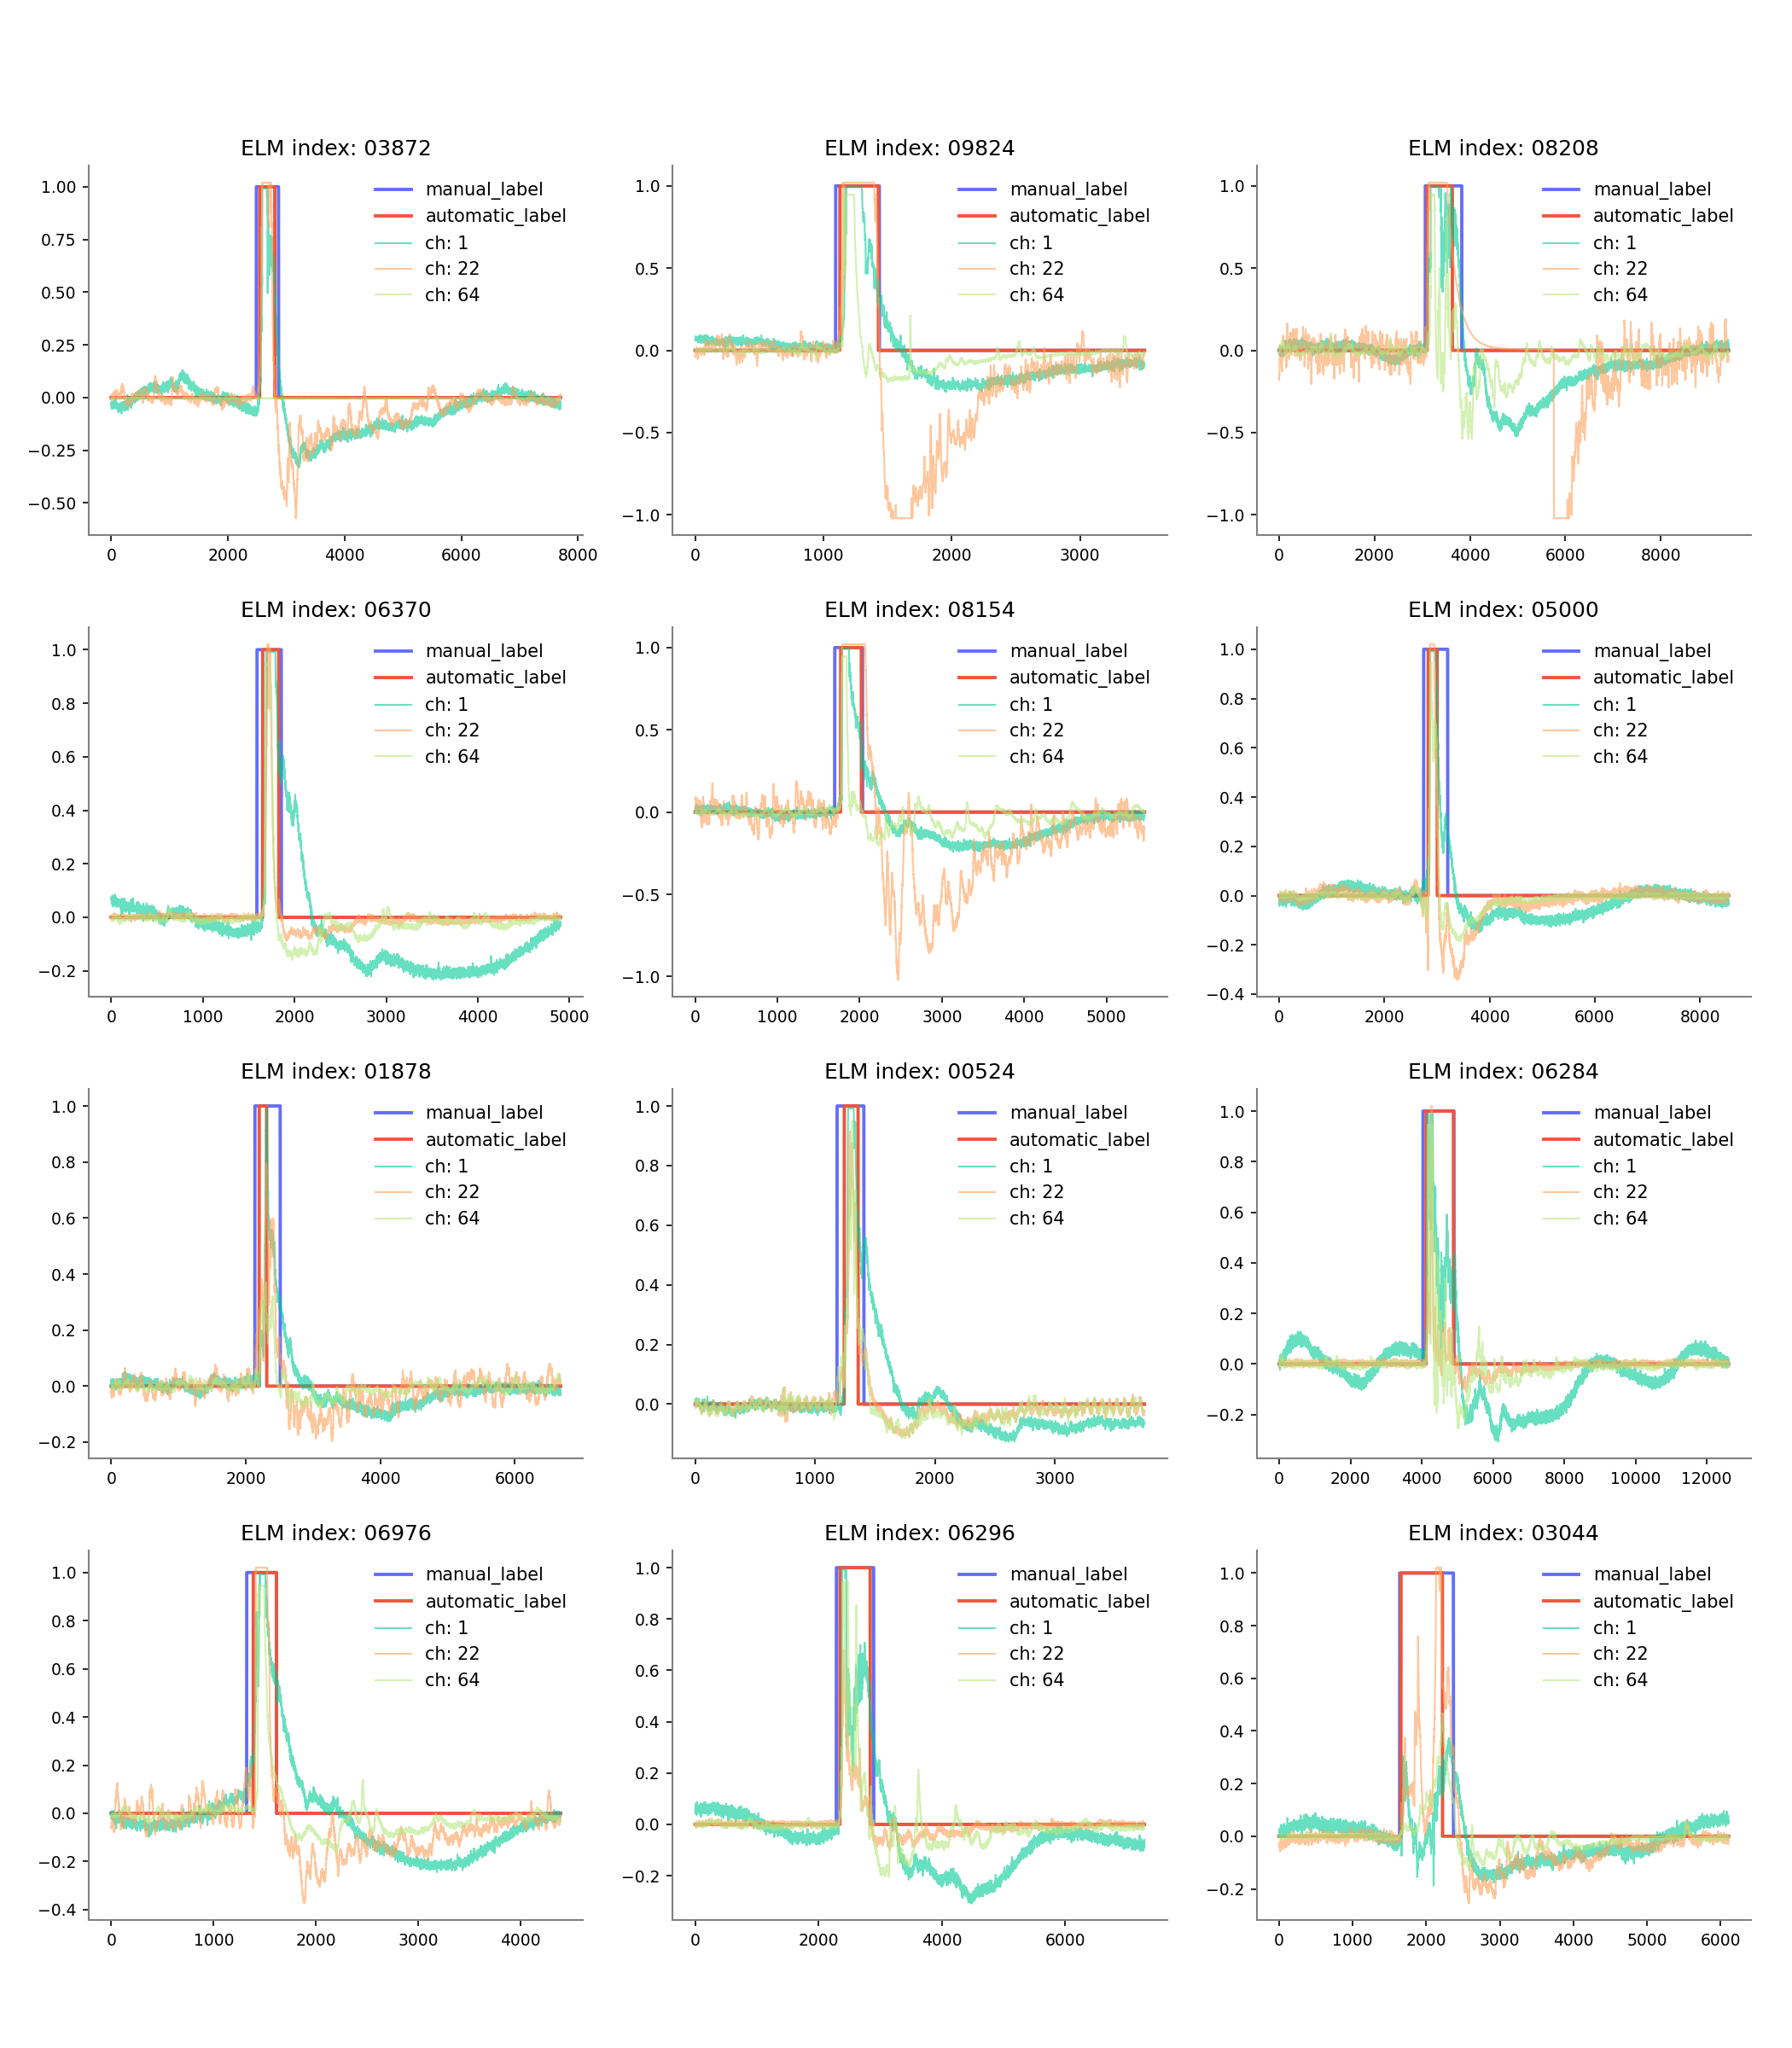 ELM index: 03872
1.00
0.75
0.50
0.25
0.00
−0.25
−0.50
0 2000 4000 6000 8000
manual_label
automatic_label
ch: 1
ch: 22
ch: 64
ELM index: 09824
1.0
0.5
0.0
−0.5
−1.0
0 1000 2000 3000
manual_label
automatic_label
ch: 1
ch: 22
ch: 64
ELM index: 08208
1.0
0.5
0.0
−0.5
−1.0
0 2000 4000 6000 8000
manual_label
automatic_label
ch: 1
ch: 22
ch: 64
ELM index: 06370
1.0
0.8
0.6
0.4
0.2
0.0
−0.2
0 1000 2000 3000 4000 5000
manual_label
automatic_label
ch: 1
ch: 22
ch: 64
ELM index: 08154
1.0
0.5
0.0
−0.5
−1.0
0 1000 2000 3000 4000 5000
manual_label
automatic_label
ch: 1
ch: 22
ch: 64
ELM index: 05000
1.0
0.8
0.6
0.4
0.2
0.0
−0.2
−0.4
0 2000 4000 6000 8000
manual_label
automatic_label
ch: 1
ch: 22
ch: 64
ELM index: 01878
1.0
0.8
0.6
0.4
0.2
0.0
−0.2
0 2000 4000 6000
manual_label
automatic_label
ch: 1
ch: 22
ch: 64
ELM index: 00524
1.0
0.8
0.6
0.4
0.2
0.0
0 1000 2000 3000
manual_label
automatic_label
ch: 1
ch: 22
ch: 64
ELM index: 06284
1.0
0.8
0.6
0.4
0.2
0.0
−0.2
0 2000 4000 6000 8000 10000 12000
manual_label
automatic_label
ch: 1
ch: 22
ch: 64
ELM index: 06976
1.0
0.8
0.6
0.4
0.2
0.0
−0.2
−0.4
0 1000 2000 3000 4000
manual_label
automatic_label
ch: 1
ch: 22
ch: 64
ELM index: 06296
1.0
0.8
0.6
0.4
0.2
0.0
−0.2
0 2000 4000 6000
manual_label
automatic_label
ch: 1
ch: 22
ch: 64
ELM index: 03044
1.0
0.8
0.6
0.4
0.2
0.0
−0.2
0 1000 2000 3000 4000 5000 6000
manual_label
automatic_label
ch: 1
ch: 22
ch: 64